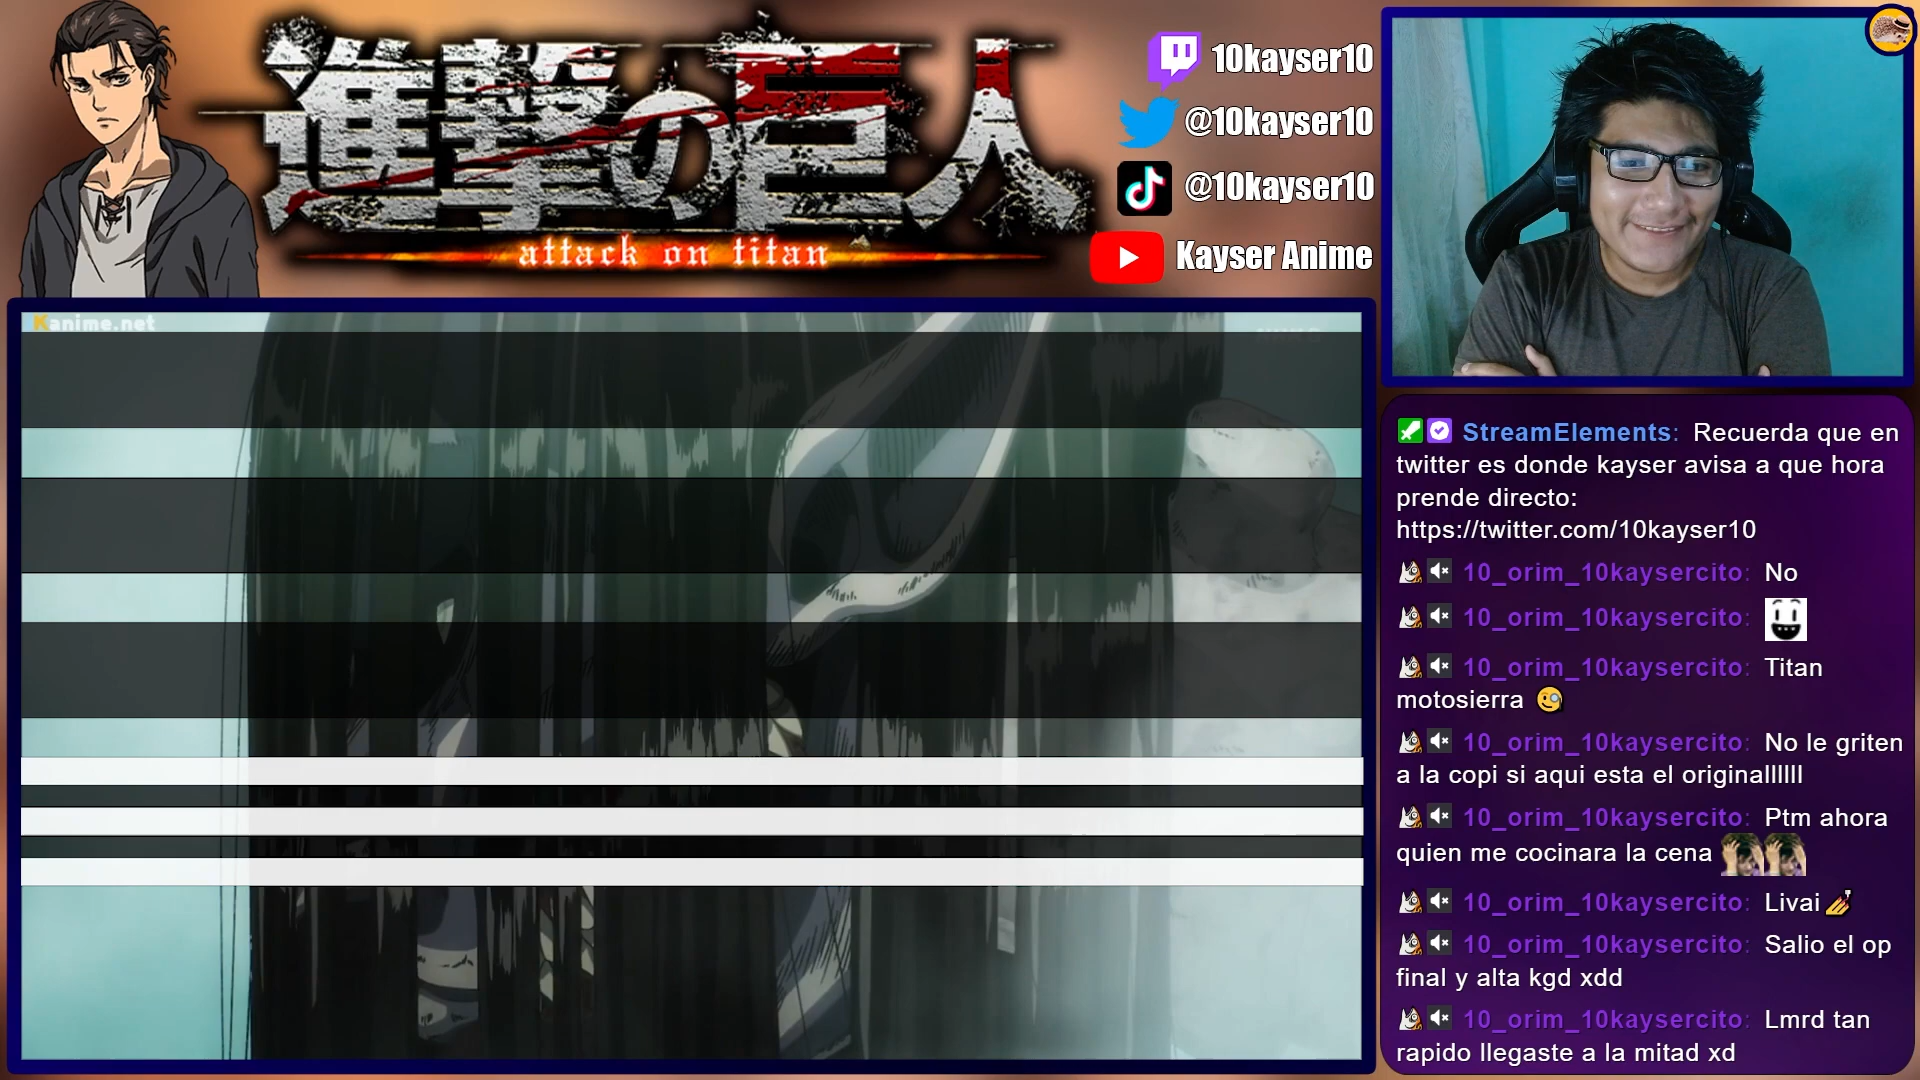 進撃の巨人
attack on titan
10kayser10
@10kayser10
@10kayser10
Kayser Anime
Kanime.net
StreamElements: Recuerda que en
twitter es donde kayser avisa a que hora
prende directo:
https://twitter.com/10kayser10
10_orim_10kaysercito: No
10_orim_10kaysercito:
10_orim_10kaysercito: Titan
motosierra
10_orim_10kaysercito: No le griten
a la copi si aqui esta el originallllll
10_orim_10kaysercito: Ptm ahora
quien me cocinara la cena
10_orim_10kaysercito: Livai
10_orim_10kaysercito: Salio el op
final y alta kgd xdd
10_orim_10kaysercito: Lmrd tan
rapido llegaste a la mitad xd